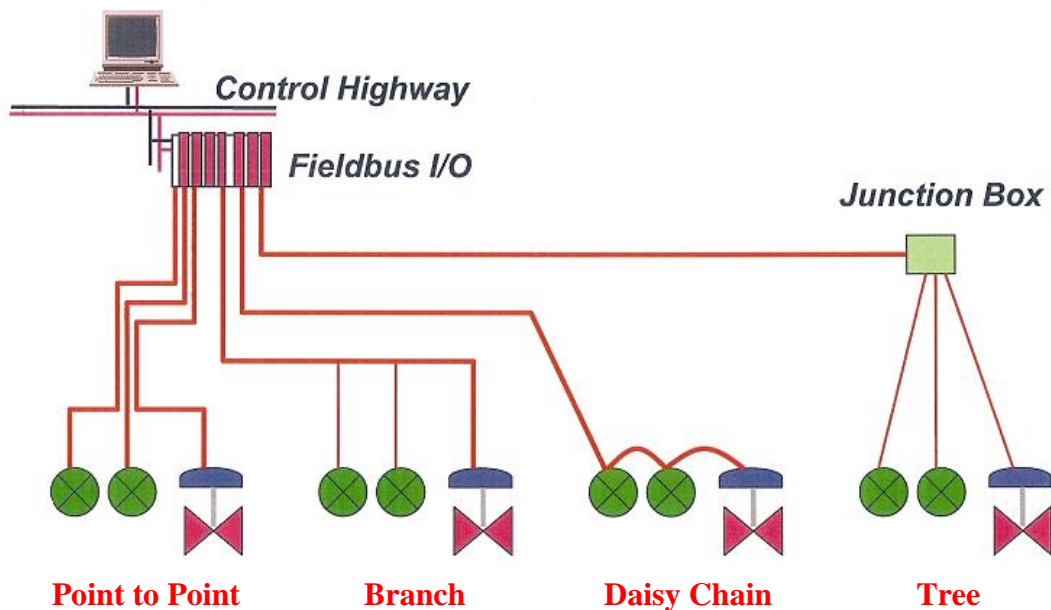 Control Highway
Fieldbus I/O
Junction Box
Point to Point
Branch
Daisy Chain
Tree